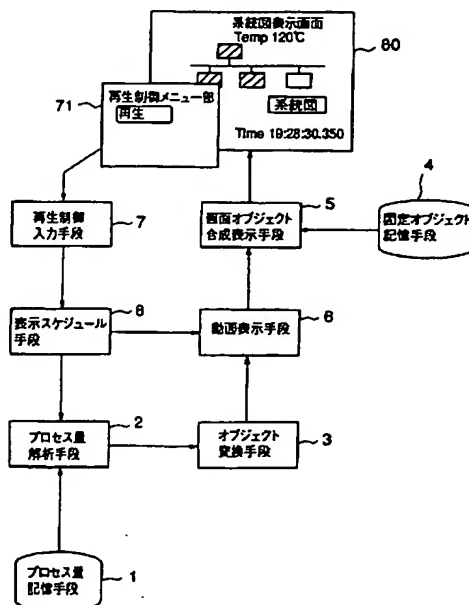 系統図表示画面
Temp 120℃
80
71
再生制御メニュー部
再生
系統図
Time 19:28:30.350
4
再生制御
入力手段
7
画面オブジェクト
合成表示手段
5
固定オブジェクト
記憶手段
表示スケジュール
手段
8
動画表示手段
6
プロセス量
解析手段
2
オブジェクト
変換手段
3
プロセス量
記憶手段
1